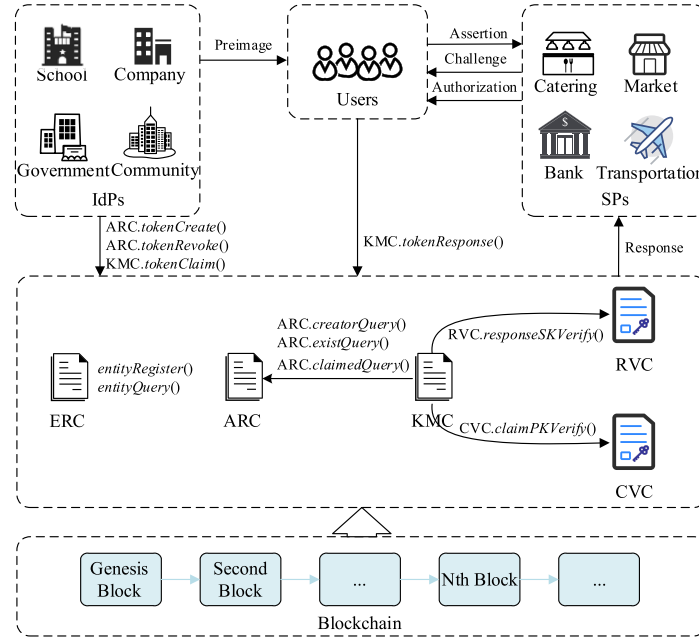 School
Company
Government
Community
IdPs
Preimage
Users
Assertion
Challenge
Authorization
Catering
Market
$
Bank
Transportation
SPs
ARC.tokenCreate()
ARC.tokenRevoke()
KMC.tokenClaim()
KMC.tokenResponse()
Response
ERC
entityRegister()
entityQuery()
ARC
ARC.creatorQuery()
ARC.existQuery()
ARC.claimedQuery()
KMC
RVC.responseSKVerify()
RVC
CVC.claimPKVerify()
CVC
Genesis
Block
Second
Block
...
Nth Block
...
Blockchain